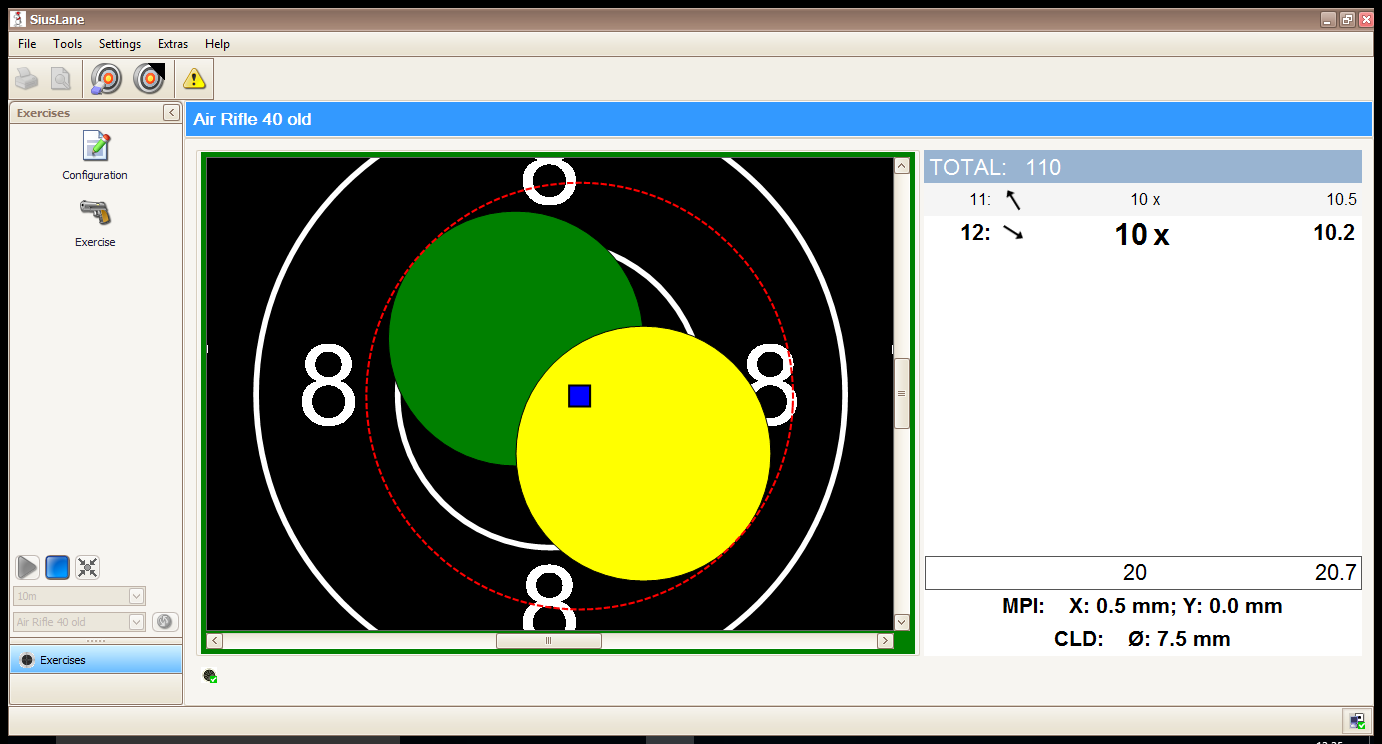 SiusLane
File Tools Settings Extras Help
Exercises
Air Rifle 40 old
Configuration
Exercise
10m
Air Rifle 40 old
Exercises
8
8 8
8
TOTAL: 110
11: 10 x 10.5
12: 10 x 10.2
20 20.7
MPI: X: 0.5 mm; Y: 0.0 mm
CLD: Ø: 7.5 mm